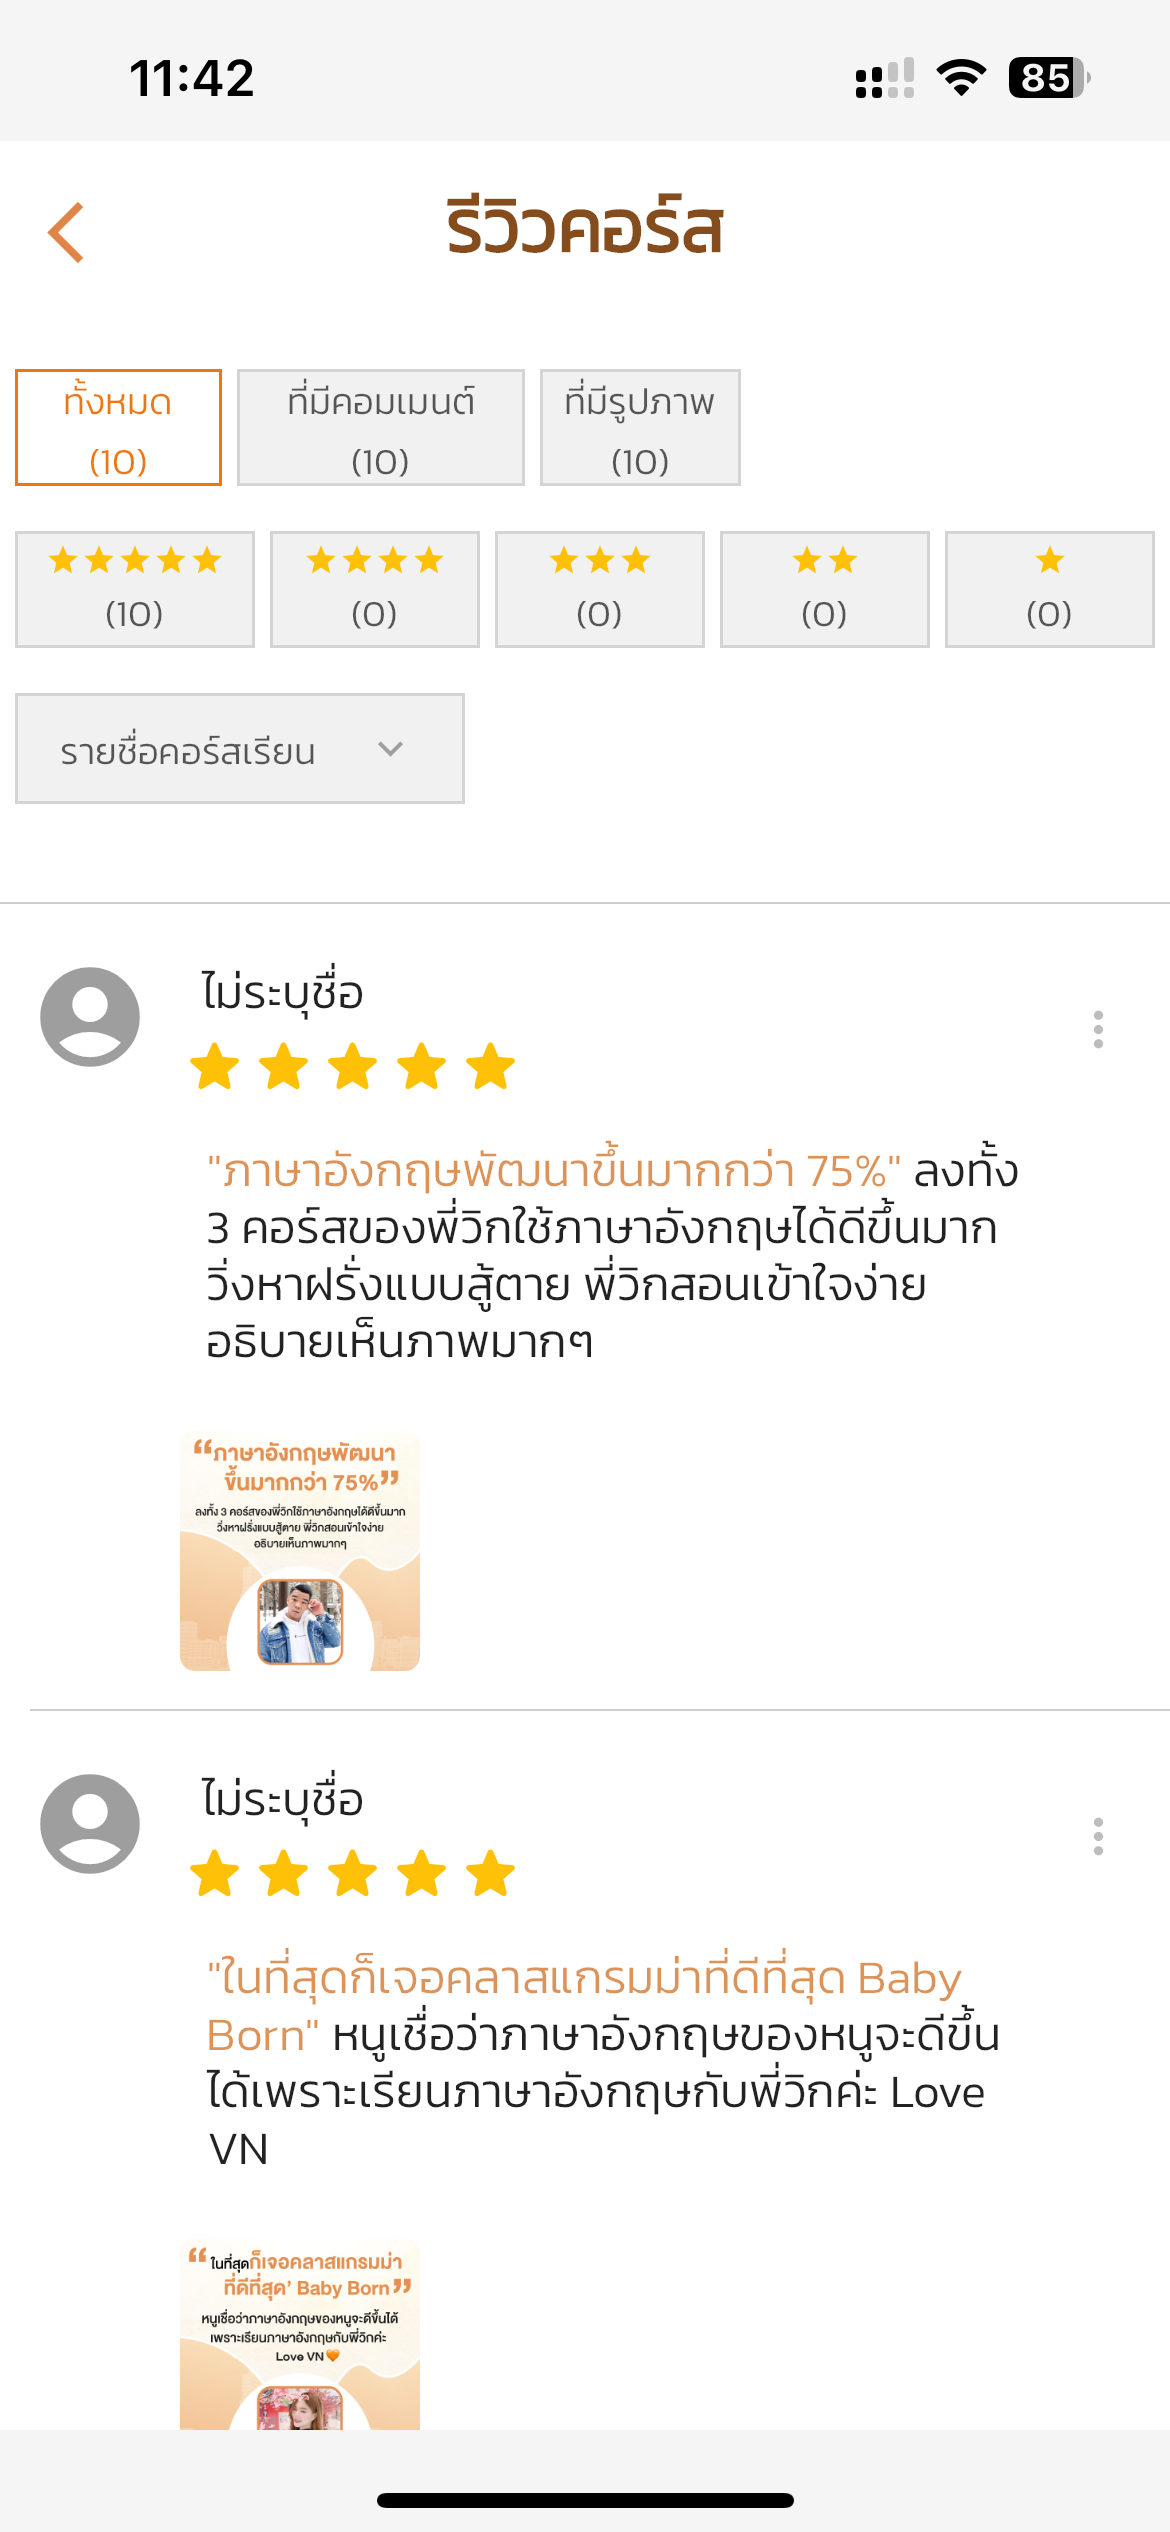 11:42
85
รีวิวคอร์ส
ทั้งหมด
(10)
ที่มีคอมเมนต์
(10)
ที่มีรูปภาพ
(10)
(10)
(0)
(0)
(0)
(0)
รายชื่อคอร์สเรียน
ไม่ระบุชื่อ
"ภาษาอังกฤษพัฒนาขึ้นมากกว่า 75%" ลงทั้ง
3 คอร์สของพี่วิกใช้ภาษาอังกฤษได้ดีขึ้นมาก
วิ่งหาฝรั่งแบบสู้ตาย พี่วิกสอนเข้าใจง่าย
อธิบายเห็นภาพมากๆ
“ภาษาอังกฤษพัฒนา
ขึ้นมากกว่า 75%”
ลงทั้ง 3 คอร์สของพี่วิกใช้ภาษาอังกฤษได้ดีขึ้นมาก
วิ่งหาฝรั่งแบบสู้ตาย พี่วิกสอนเข้าใจง่าย
อธิบายเห็นภาพมากๆ
ไม่ระบุชื่อ
"ในที่สุดก็เจอคลาสแกรมม่าที่ดีที่สุด Baby
Born" หนูเชื่อว่าภาษาอังกฤษของหนูจะดีขึ้น
ได้เพราะเรียนภาษาอังกฤษกับพี่วิกค่ะ Love
VN
“ในที่สุดก็เจอคลาสแกรมม่า
ที่ดีที่สุด’ Baby Born”
หนูเชื่อว่าภาษาอังกฤษของหนูจะดีขึ้นได้
เพราะเรียนภาษาอังกฤษกับพี่วิกค่ะ
Love VN🧡